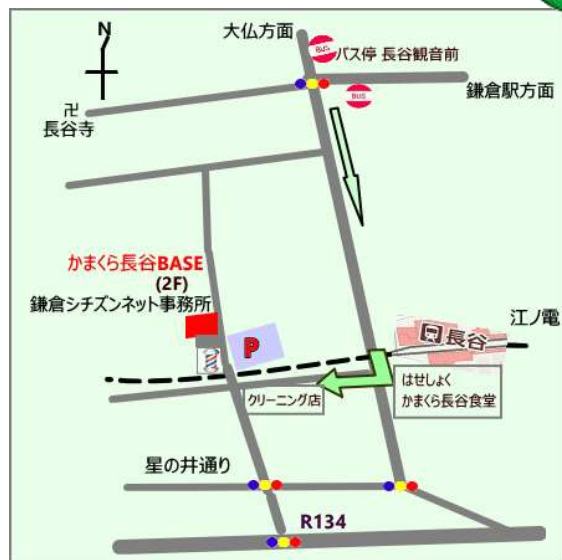 N
大仏方面
BUS
バス停 長谷観音前
BUS
鎌倉駅方面
卍
長谷寺
かまくら長谷BASE
(2F)
鎌倉シチズンネット事務所
P
長谷
江ノ電
はせしょく
かまくら長谷食堂
クリーニング店
星の井通り
R134